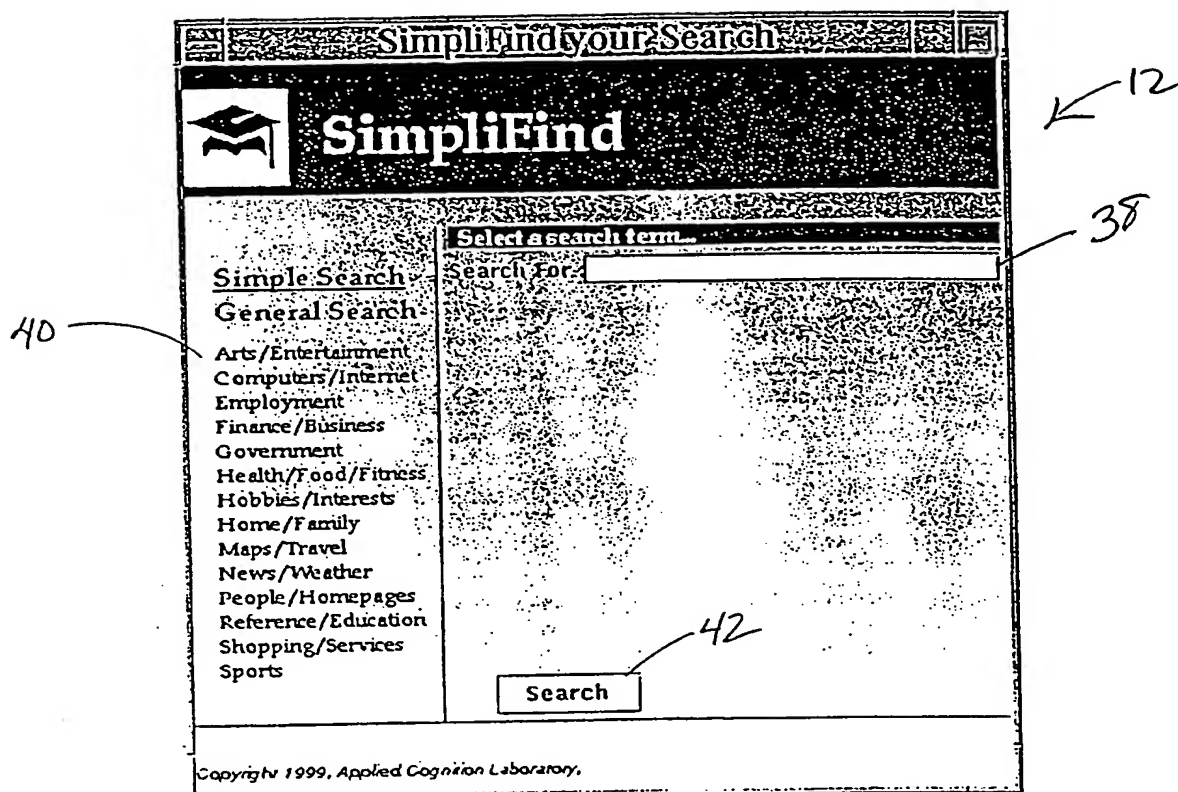 SimpliFind your Search
SimpliFind
12
Select a search term...
Search For
38
Simple Search
General Search
40
Arts/Entertainment
Computers/Internet
Employment
Finance/Business
Government
Health/Food/Fitness
Hobbies/Interests
Home/Family
Maps/Travel
News/Weather
People/Homepages
Reference/Education
Shopping/Services
Sports
42
Search
Copyright 1999, Applied Cognition Laboratory.